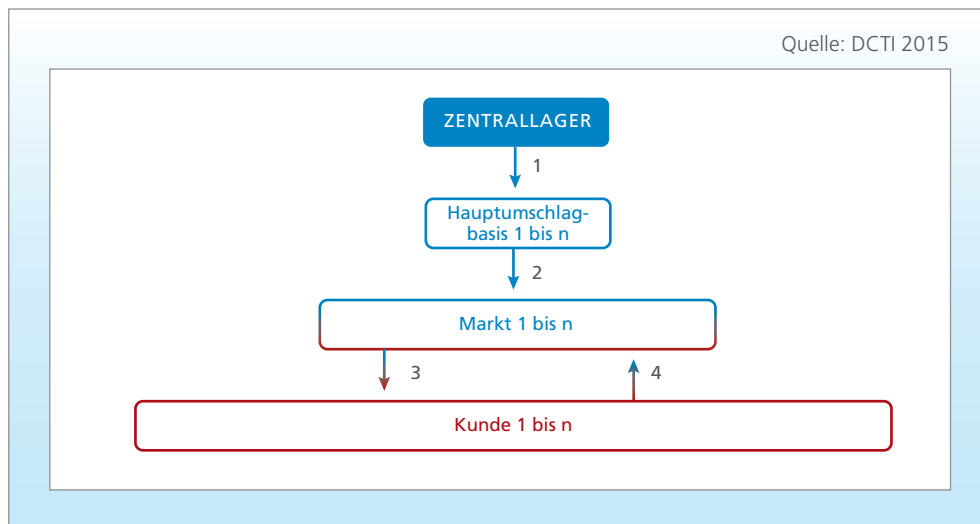 Quelle: DCTI 2015
ZENTRALLAGER
1
Hauptumschlag-
basis 1 bis n
2
Markt 1 bis n
3
4
Kunde 1 bis n